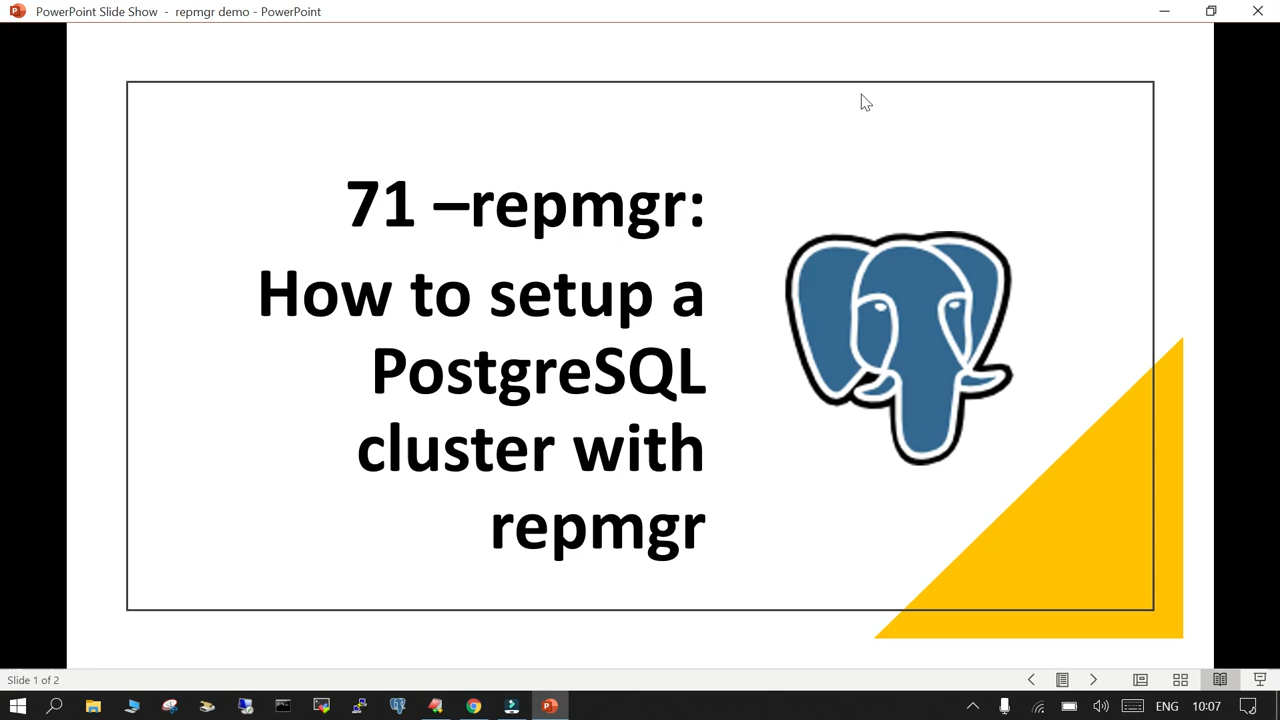 PowerPoint Slide Show - repmgr demo - PowerPoint
71 –repmgr:
How to setup a
PostgreSQL
cluster with
repmgr
Slide 1 of 2
ENG
10:07